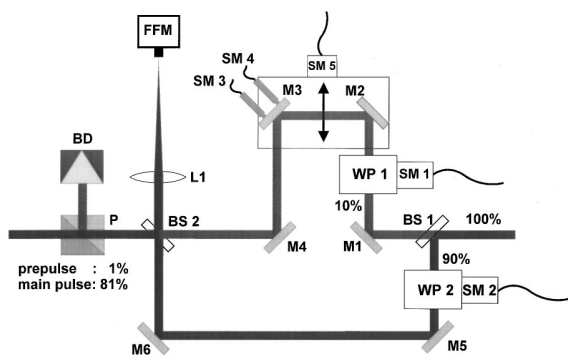 FFM
SM 4
SM 5
SM 3
M3
M2
BD
L1
WP 1
SM 1
P
BS 2
10%
BS 1
100%
M4
M1
prepulse : 1%
main pulse: 81%
90%
WP 2
SM 2
M6
M5